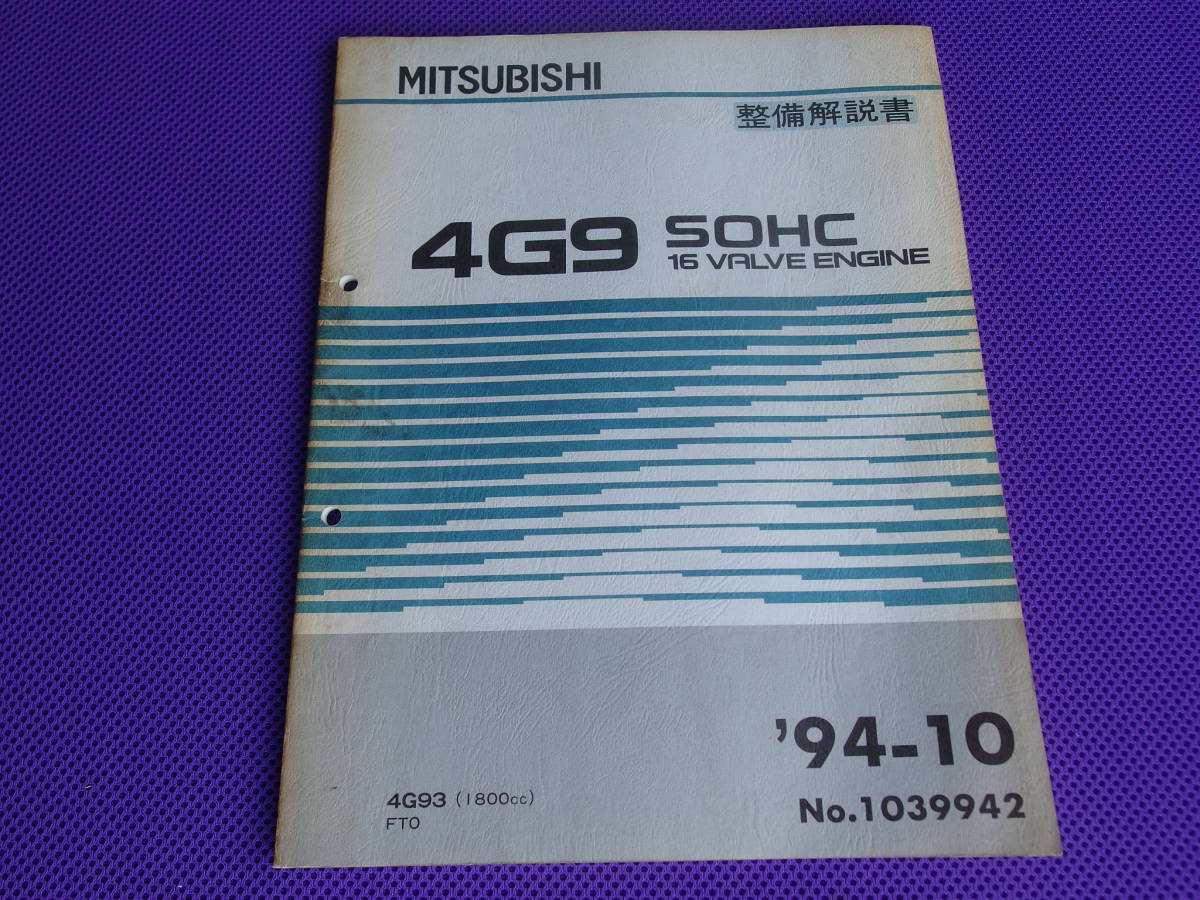 MITSUBISHI
整備解説書
4G9 SOHC
16 VALVE ENGINE
'94-10
4G93 (1800cc)
FTO
No.1039942